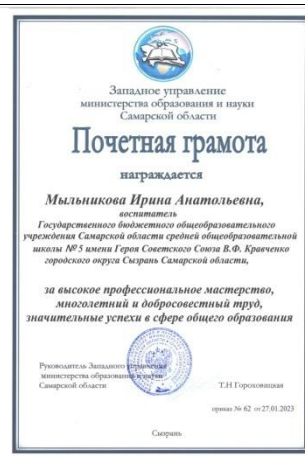 Западное управление
министерства образования и науки
Самарской области
Почетная грамота
награждается
Мыльникова Ирина Анатольевна,
воспитатель
Государственного бюджетного общеобразовательного
учреждения Самарской области средней общеобразовательной
школы № 5 имени Героя Советского Союза В.Ф. Кравченко
городского округа Сызрань Самарской области,
за высокое профессиональное мастерство,
многолетний и добросовестный труд,
значительные успехи в сфере общего образования
Руководитель Западного управления
министерства образования и науки
Самарской области
Т.Н Гороховицкая
приказ № 62 от 27.01.2023
Сызрань